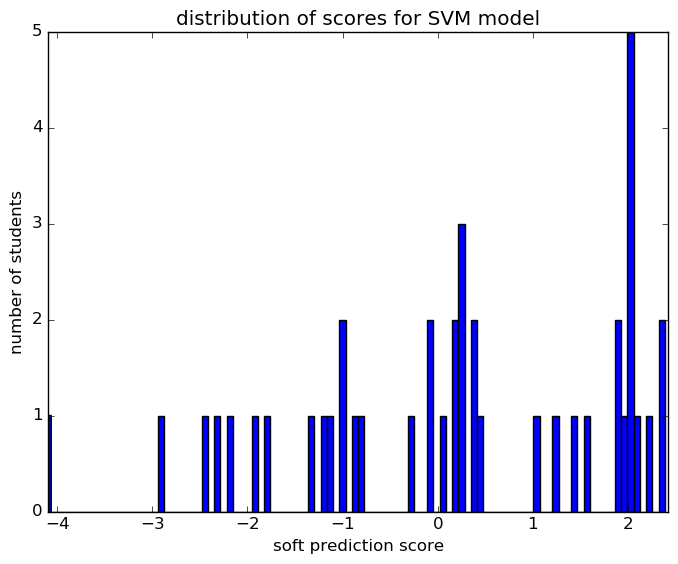 distribution of scores for SVM model
5
4
3
2
1
0
number of students
−4 −3 −2 −1 0 1 2
soft prediction score